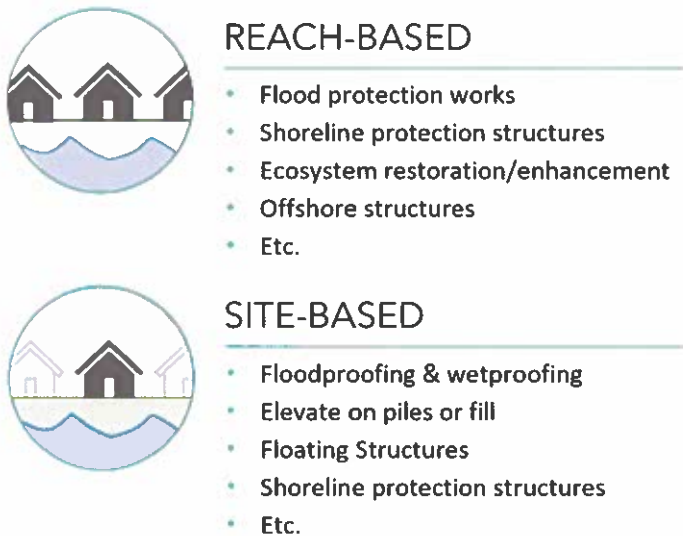 REACH-BASED
• Flood protection works
• Shoreline protection structures
• Ecosystem restoration/enhancement
• Offshore structures
• Etc.
SITE-BASED
• Floodproofing & wetproofing
• Elevate on piles or fill
• Floating Structures
• Shoreline protection structures
• Etc.